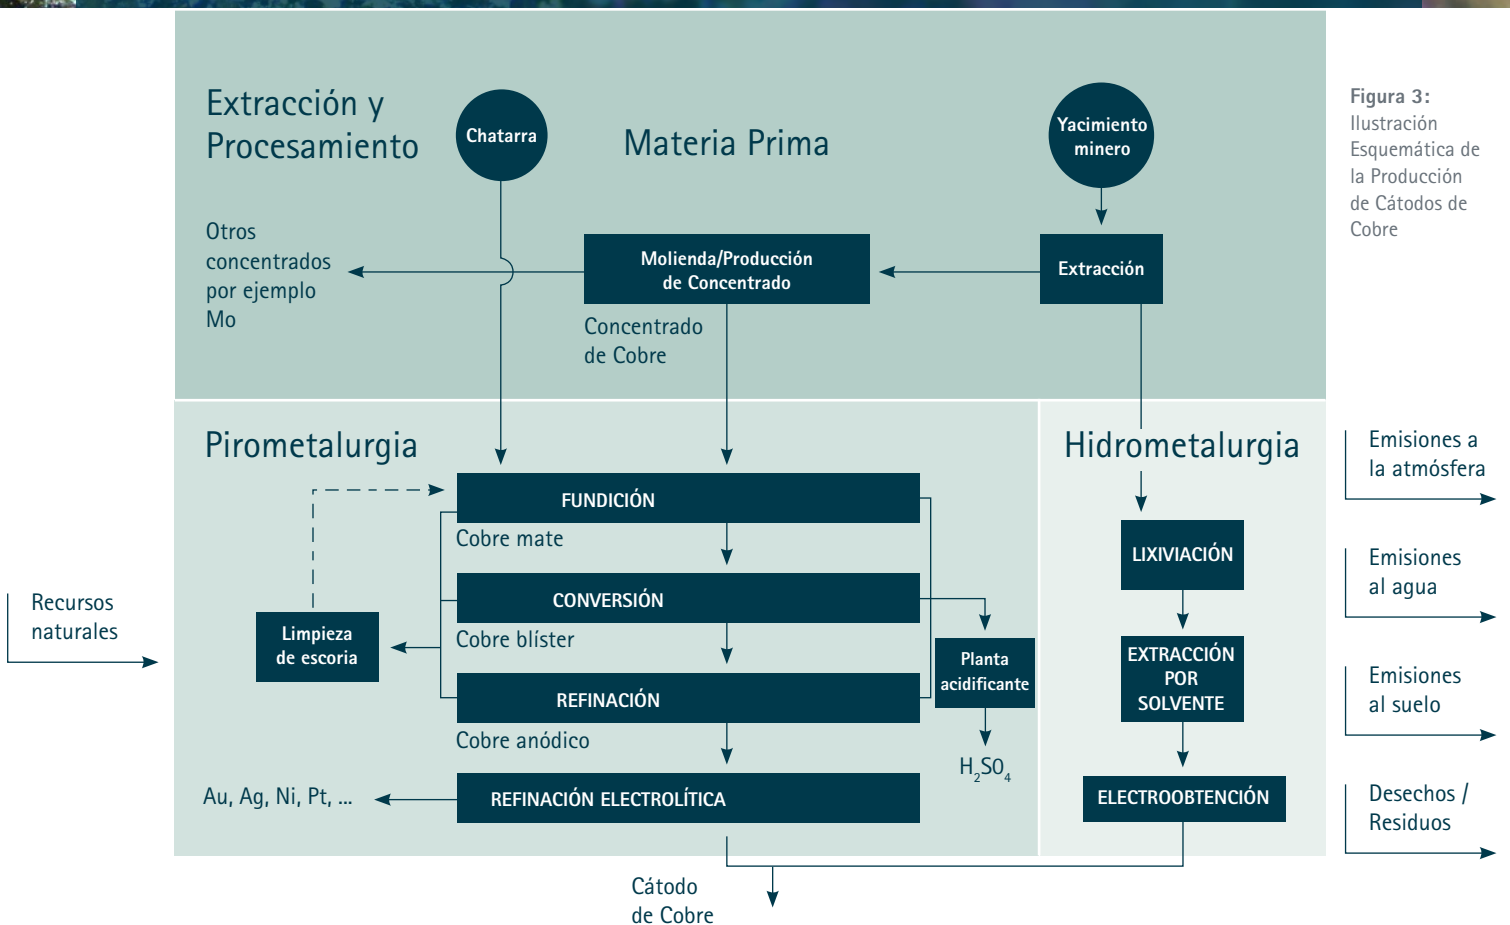 Extracción y
Procesamiento
Chatarra
Materia Prima
Yacimiento
minero
Figura 3:
Ilustración
Esquemática de
la Producción
de Cátodos de
Cobre
Otros
concentrados
por ejemplo
Mo
Molienda/Producción
de Concentrado
Extracción
Concentrado
de Cobre
Pirometalurgia
Hidrometalurgia
Emisiones a
la atmósfera
FUNDICIÓN
Cobre mate
LIXIVIACIÓN
Emisiones
al agua
Recursos
naturales
CONVERSIÓN
Cobre blíster
Limpieza
de escoria
Planta
acidificante
EXTRACCIÓN
POR
SOLVENTE
Emisiones
al suelo
REFINACIÓN
Cobre anódico
H₂SO₄
Au, Ag, Ni, Pt, ...
REFINACIÓN ELECTROLÍTICA
ELECTROOBTENCIÓN
Desechos /
Residuos
Cátodo
de Cobre